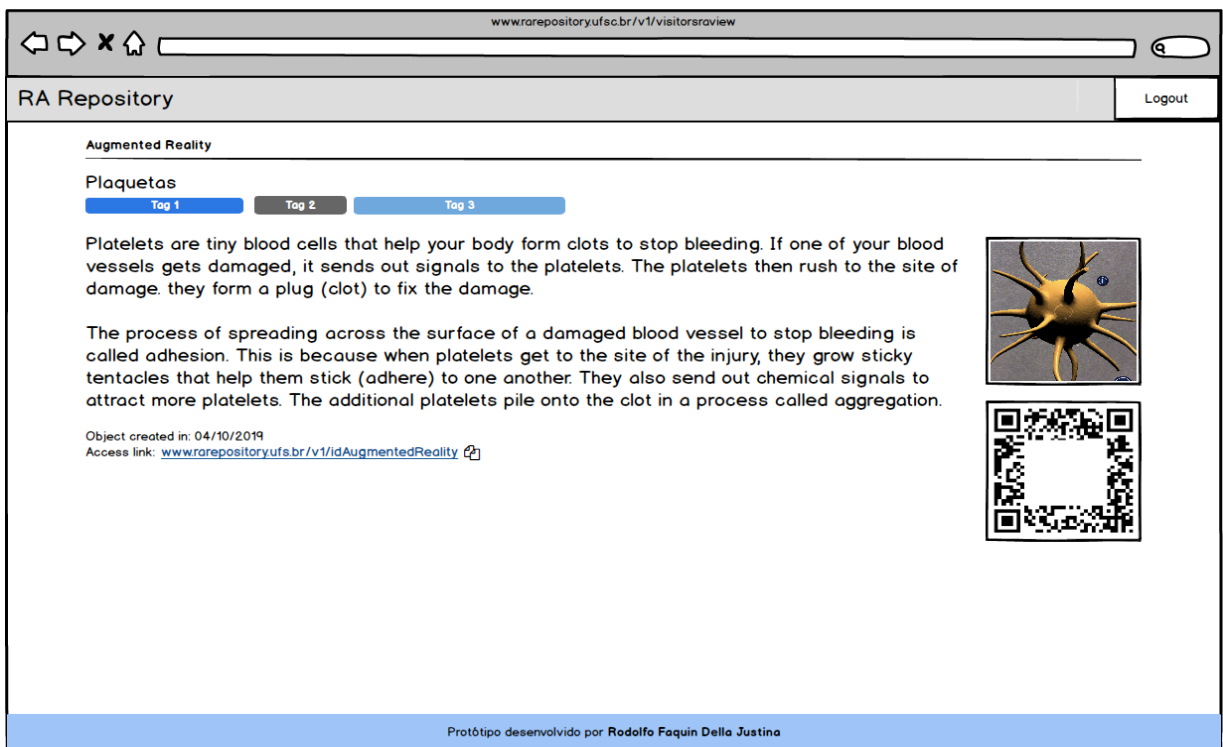 www.rarepository.ufsc.br/v1/visitorsraview
RA Repository
Logout
Augmented Reality
Plaquetas
Tag 1 Tag 2 Tag 3
Platelets are tiny blood cells that help your body form clots to stop bleeding. If one of your blood
vessels gets damaged, it sends out signals to the platelets. The platelets then rush to the site of
damage. they form a plug (clot) to fix the damage.
The process of spreading across the surface of a damaged blood vessel to stop bleeding is
called adhesion. This is because when platelets get to the site of the injury, they grow sticky
tentacles that help them stick (adhere) to one another. They also send out chemical signals to
attract more platelets. The additional platelets pile onto the clot in a process called aggregation.
Object created in: 04/10/2019
Access link: www.rarepository.ufs.br/v1/idAugmentedReality
Protótipo desenvolvido por Rodolfo Faquin Della Justina